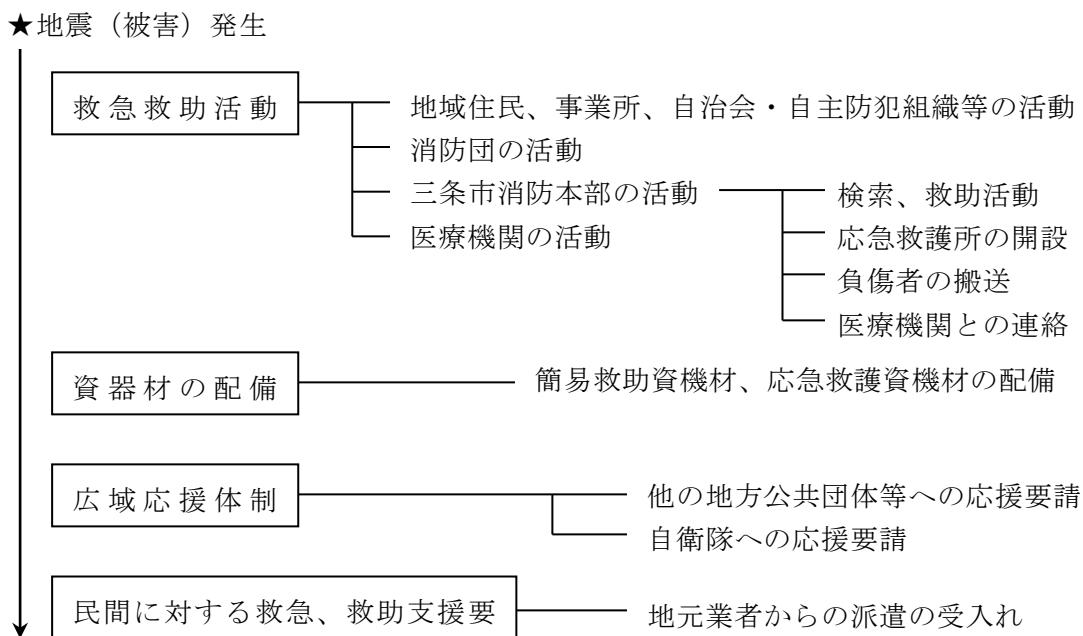 ★地震（被害）発生
救急救助活動
地域住民、事業所、自治会・自主防犯組織等の活動
消防団の活動
三条市消防本部の活動
検索、救助活動
応急救護所の開設
負傷者の搬送
医療機関との連絡
医療機関の活動
資器材の配備
簡易救助資機材、応急救護資機材の配備
広域応援体制
他の地方公共団体等への応援要請
自衛隊への応援要請
民間に対する救急、救助支援要
地元業者からの派遣の受入れ